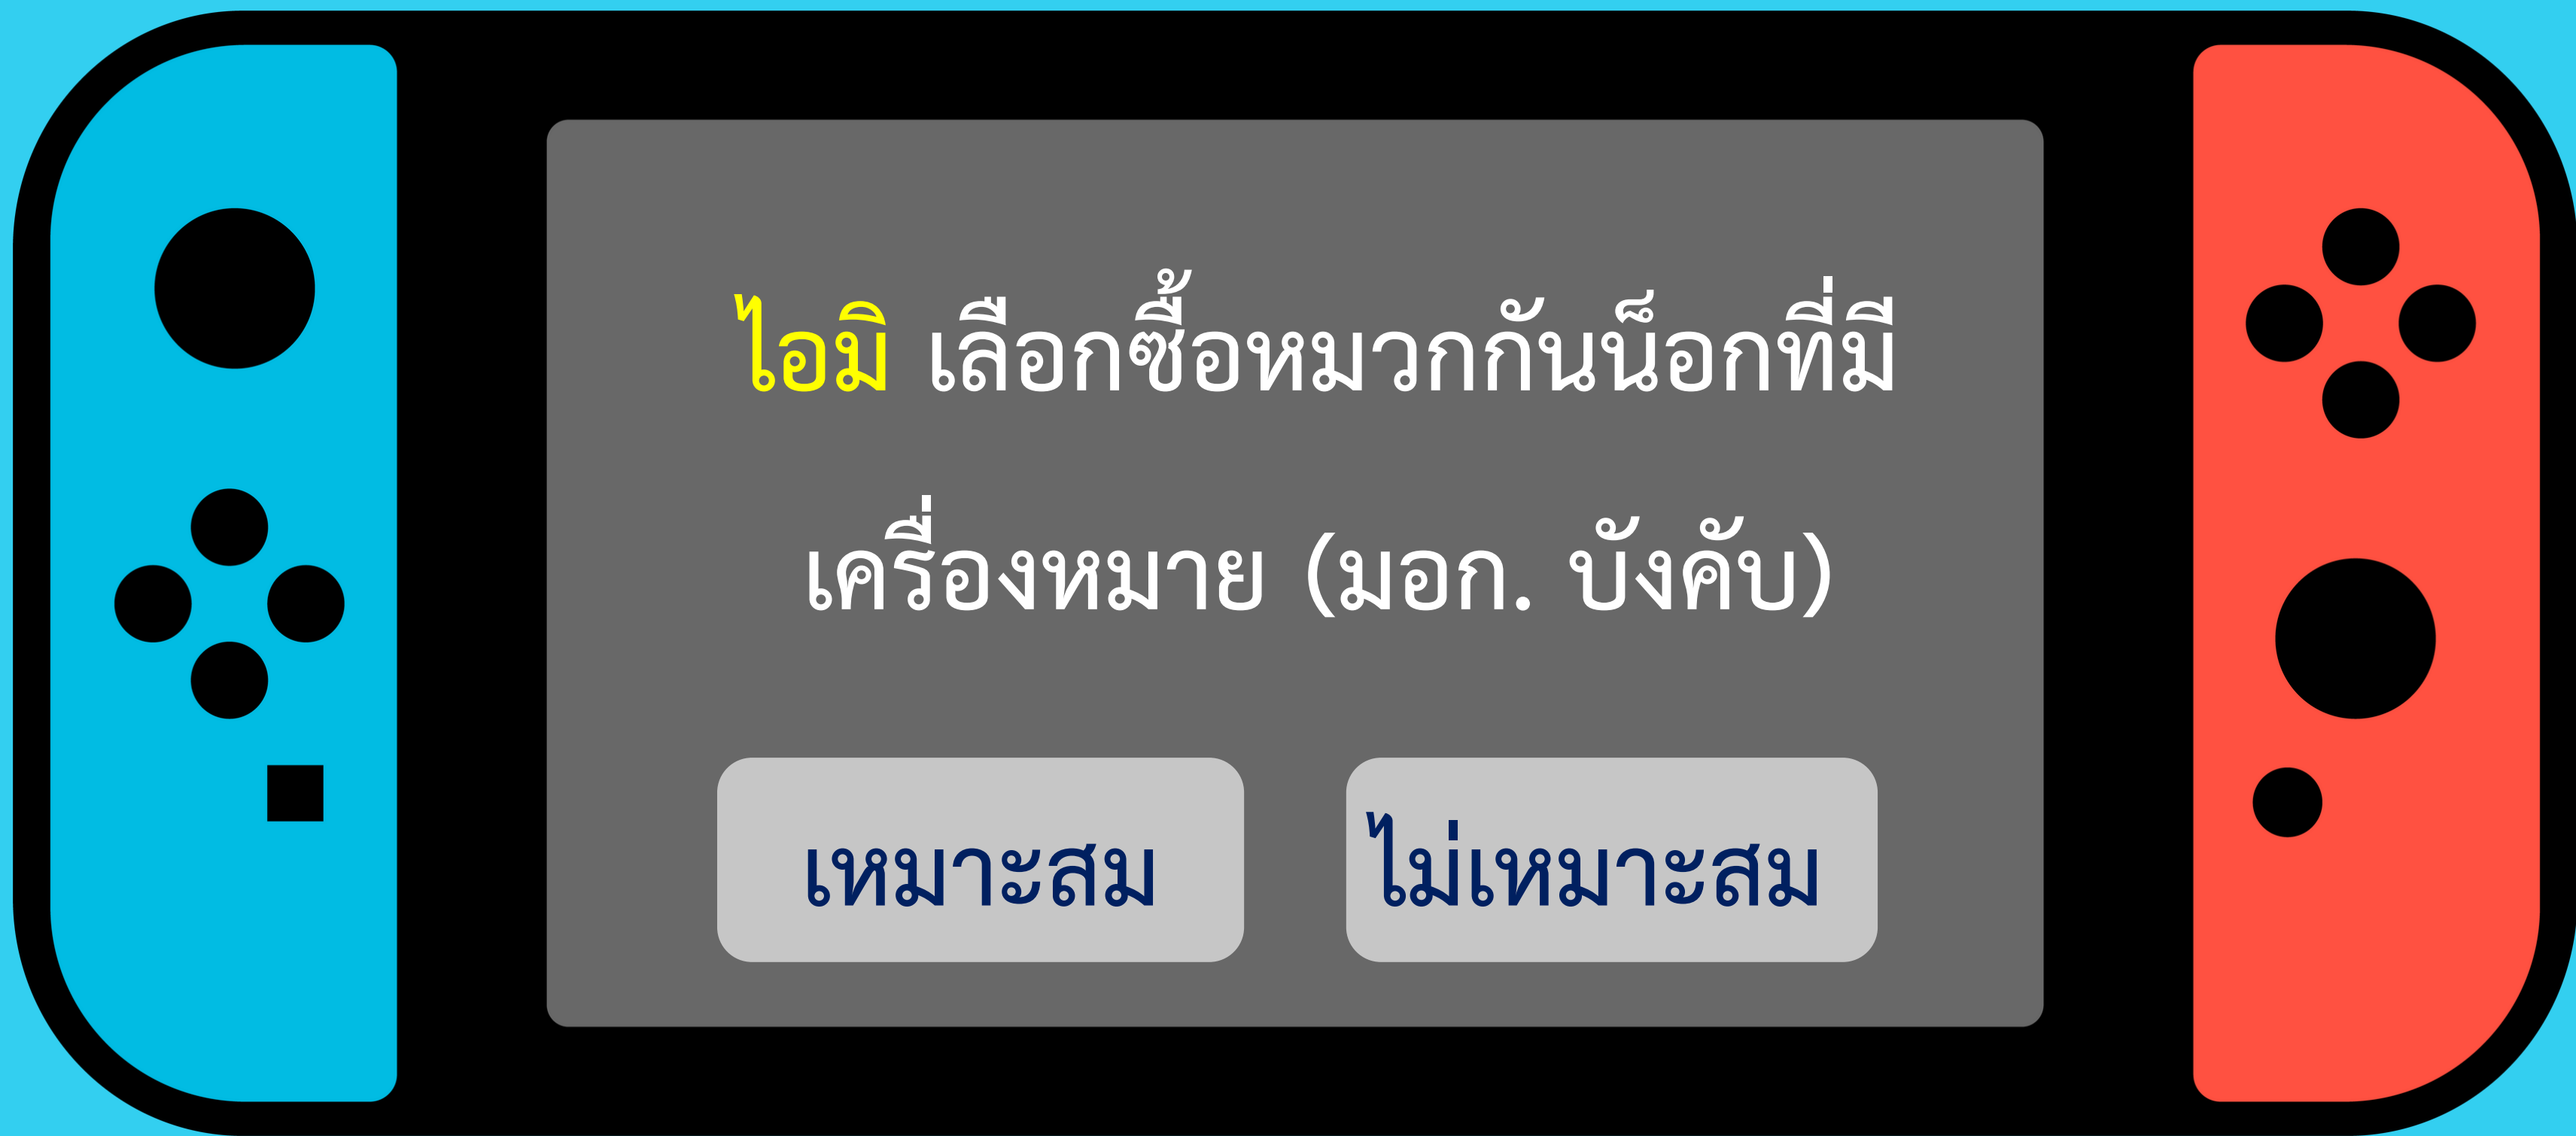 ไอมิ เลือกซื้อหมวกกันน็อกที่มี
เครื่องหมาย (มอก. บังคับ)
เหมาะสม
ไม่เหมาะสม